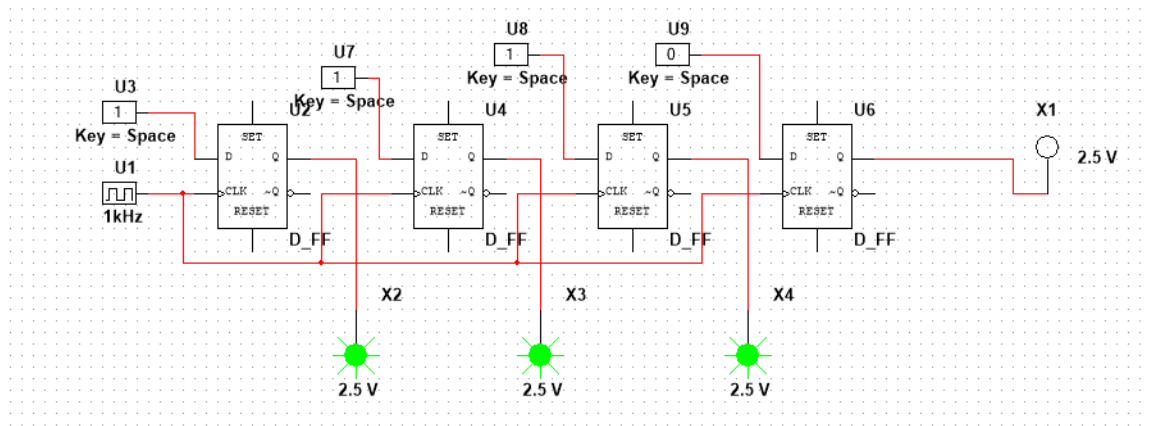 U8
U9
1
0
Key = Space
Key = Space
U7
1
Key = Space
U3
1
Key = Space
U2
U4
U5
U6
X1
SET
SET
SET
SET
D Q
D Q
D Q
D Q
2.5 V
U1
1kHz
CLK ~Q
CLK ~Q
CLK ~Q
CLK ~Q
RESET
RESET
RESET
RESET
D_FF
D_FF
D_FF
D_FF
X2
X3
X4
2.5 V
2.5 V
2.5 V